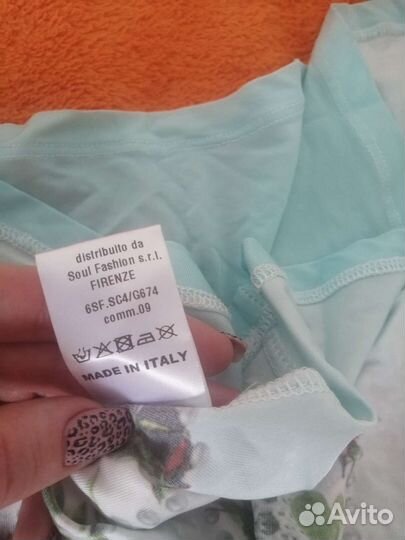 distribuito da
Soul Fashion s.r.l.
FIRENZE
6SF.SC4/G674
comm.09
MADE IN ITALY
Avito